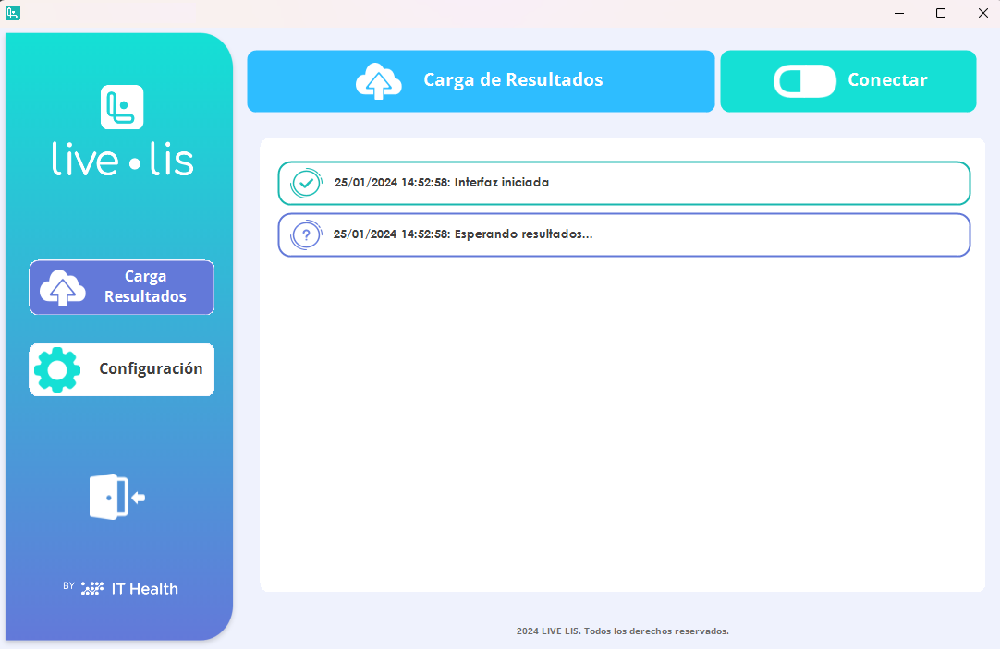 live lis
Carga
Resultados
Configuración
BY IT Health
Carga de Resultados
Conectar
25/01/2024 14:52:58: Interfaz iniciada
25/01/2024 14:52:58: Esperando resultados...
2024 LIVE LIS. Todos los derechos reservados.